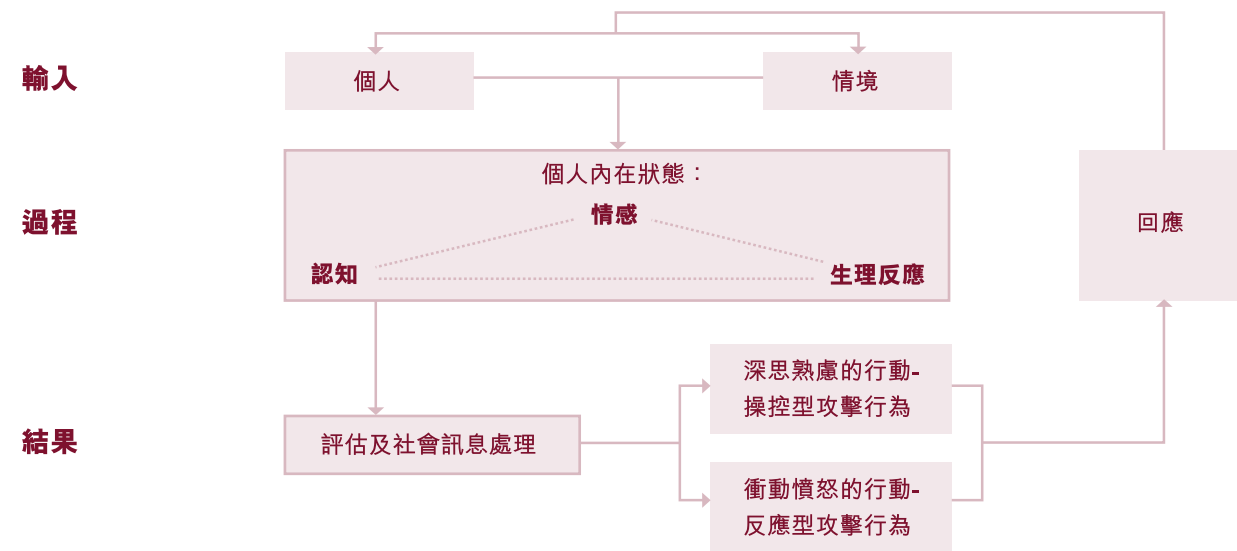 輸入
個人
情境
過程
個人內在狀態：
情感
認知
生理反應
回應
結果
評估及社會訊息處理
深思熟慮的行動-
操控型攻擊行為
衝動憤怒的行動-
反應型攻擊行為